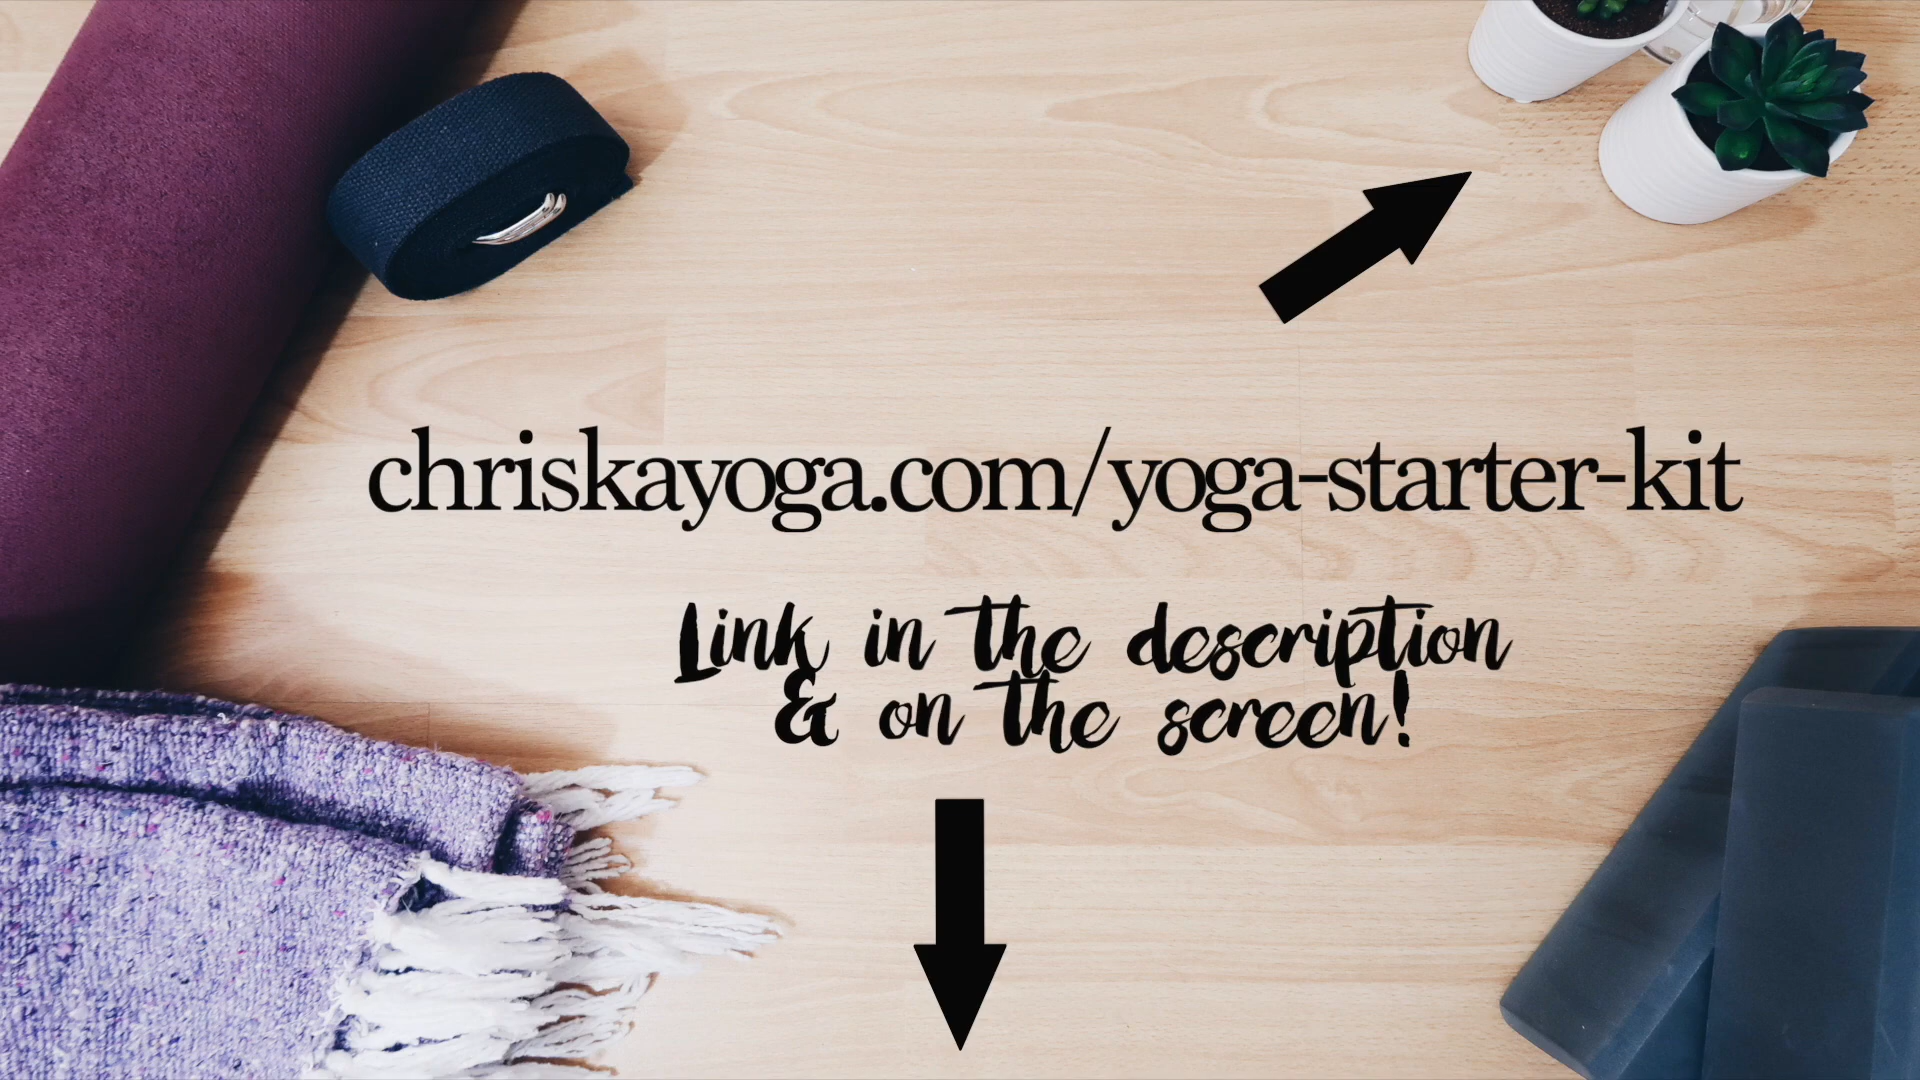 chriskayoga.com/yoga-starter-kit
Link in the description
& on the screen!